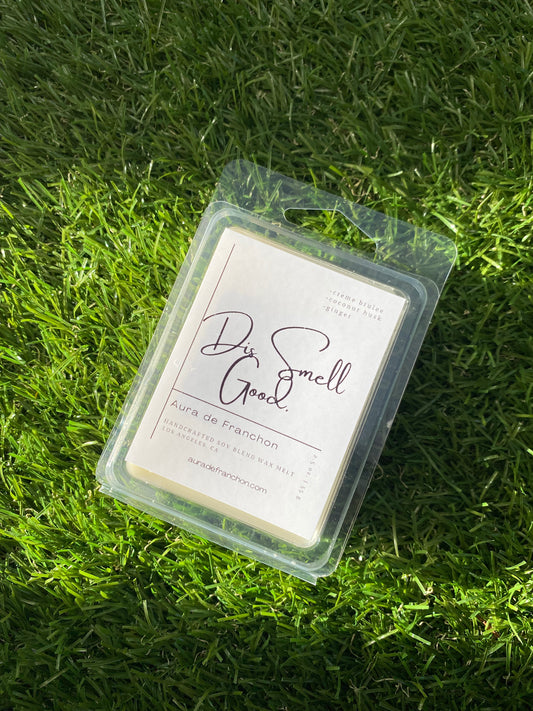 -creme brulee
-coconut husk
-ginger
Dis Smell
Good.
Aura de Franchon
HANDCRAFTED SOY BLEND WAX MELT
LOS ANGELES, CA
auradefranchon.com